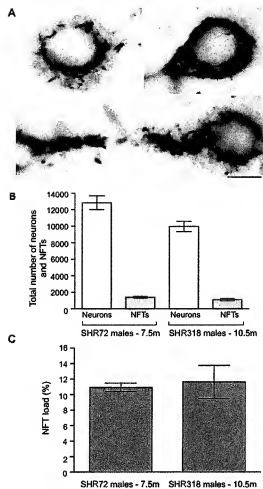 A
B
Total number of neurons and NFTs
14000
12000
10000
8000
6000
4000
2000
0
Neurons NFTs Neurons NFTs
SHR72 males - 7.5m SHR318 males - 10.5m
C
NFT load (%)
16
14
12
10
8
6
4
2
0
SHR72 males - 7.5m SHR318 males - 10.5m